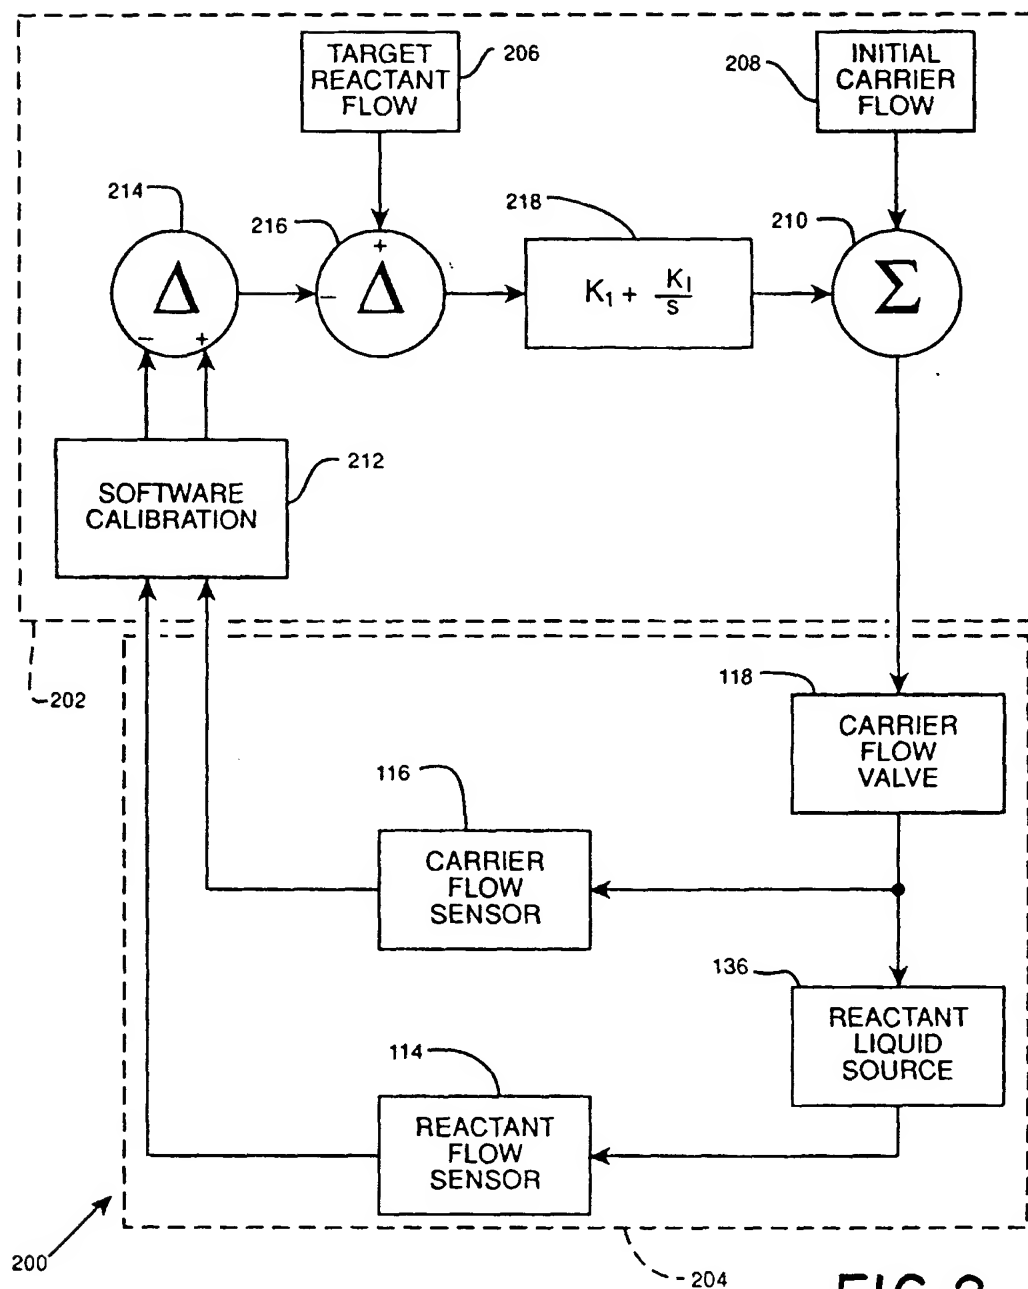 TARGET
REACTANT
FLOW
206
INITIAL
CARRIER
FLOW
208
214
216
218
210
Δ
+
−
Δ
K1 + KI/s
Σ
−
+
SOFTWARE
CALIBRATION
212
202
118
CARRIER
FLOW
VALVE
116
CARRIER
FLOW
SENSOR
136
REACTANT
LIQUID
SOURCE
114
REACTANT
FLOW
SENSOR
200
204